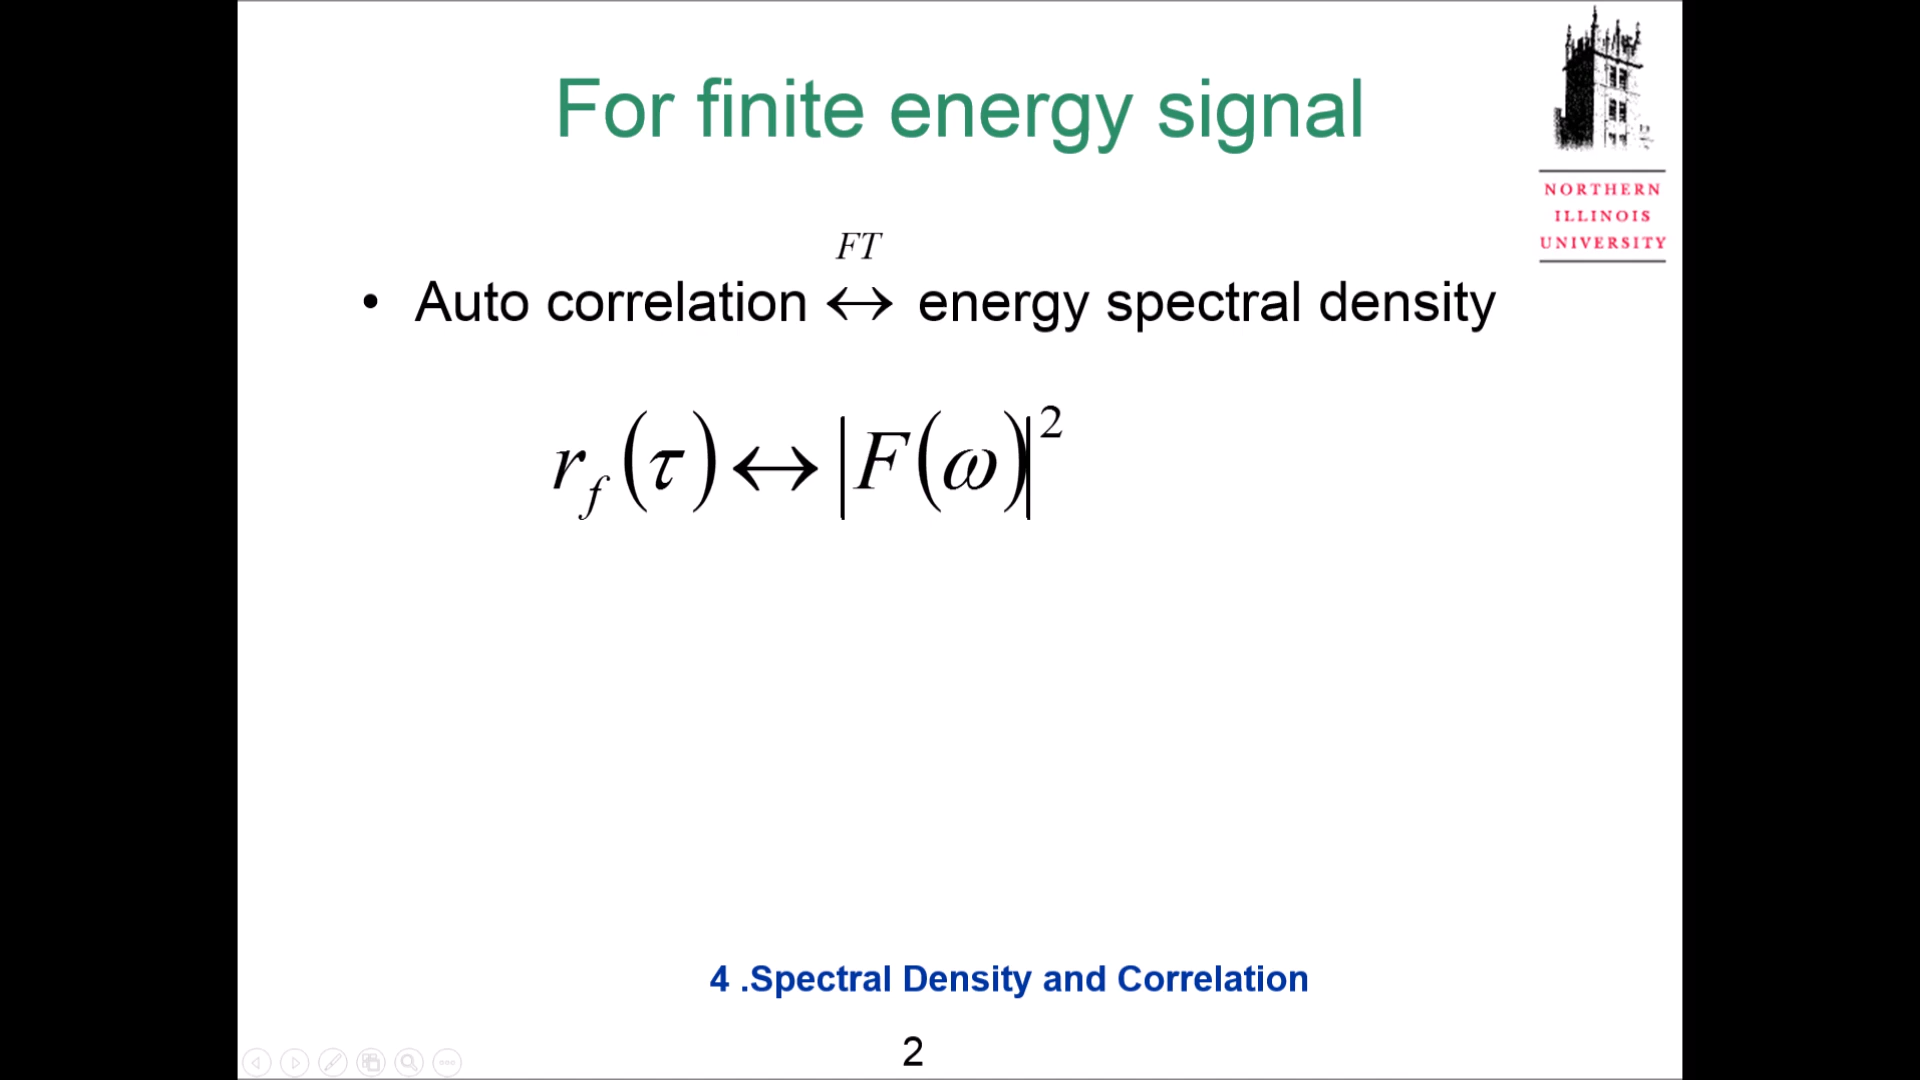 For finite energy signal
NORTHERN
ILLINOIS
UNIVERSITY
FT
• Auto correlation ↔ energy spectral density
r_f(τ)↔|F(ω)|²
4 .Spectral Density and Correlation
2